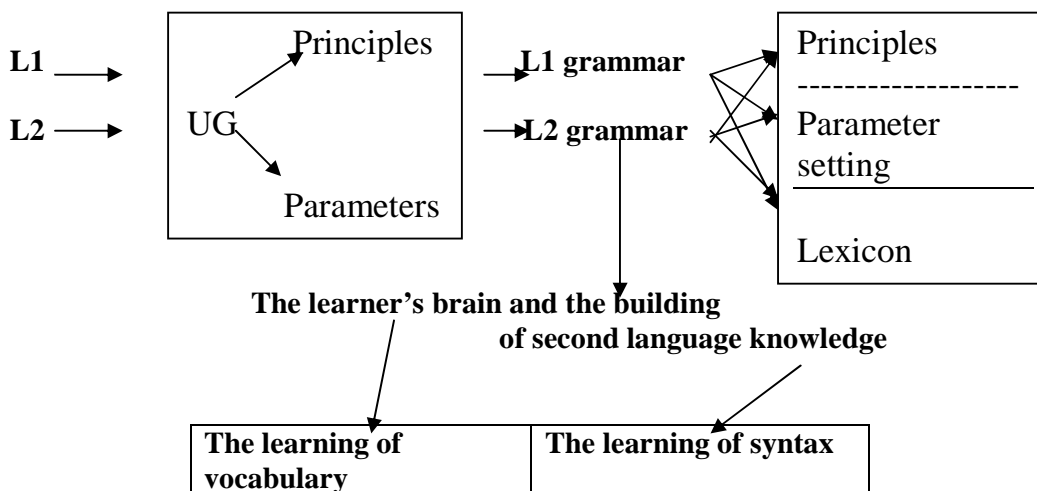 L1
L2
Principles
UG
Parameters
L1 grammar
L2 grammar
Principles
Parameter
setting
Lexicon
The learner’s brain and the building
of second language knowledge
The learning of
vocabulary
The learning of syntax